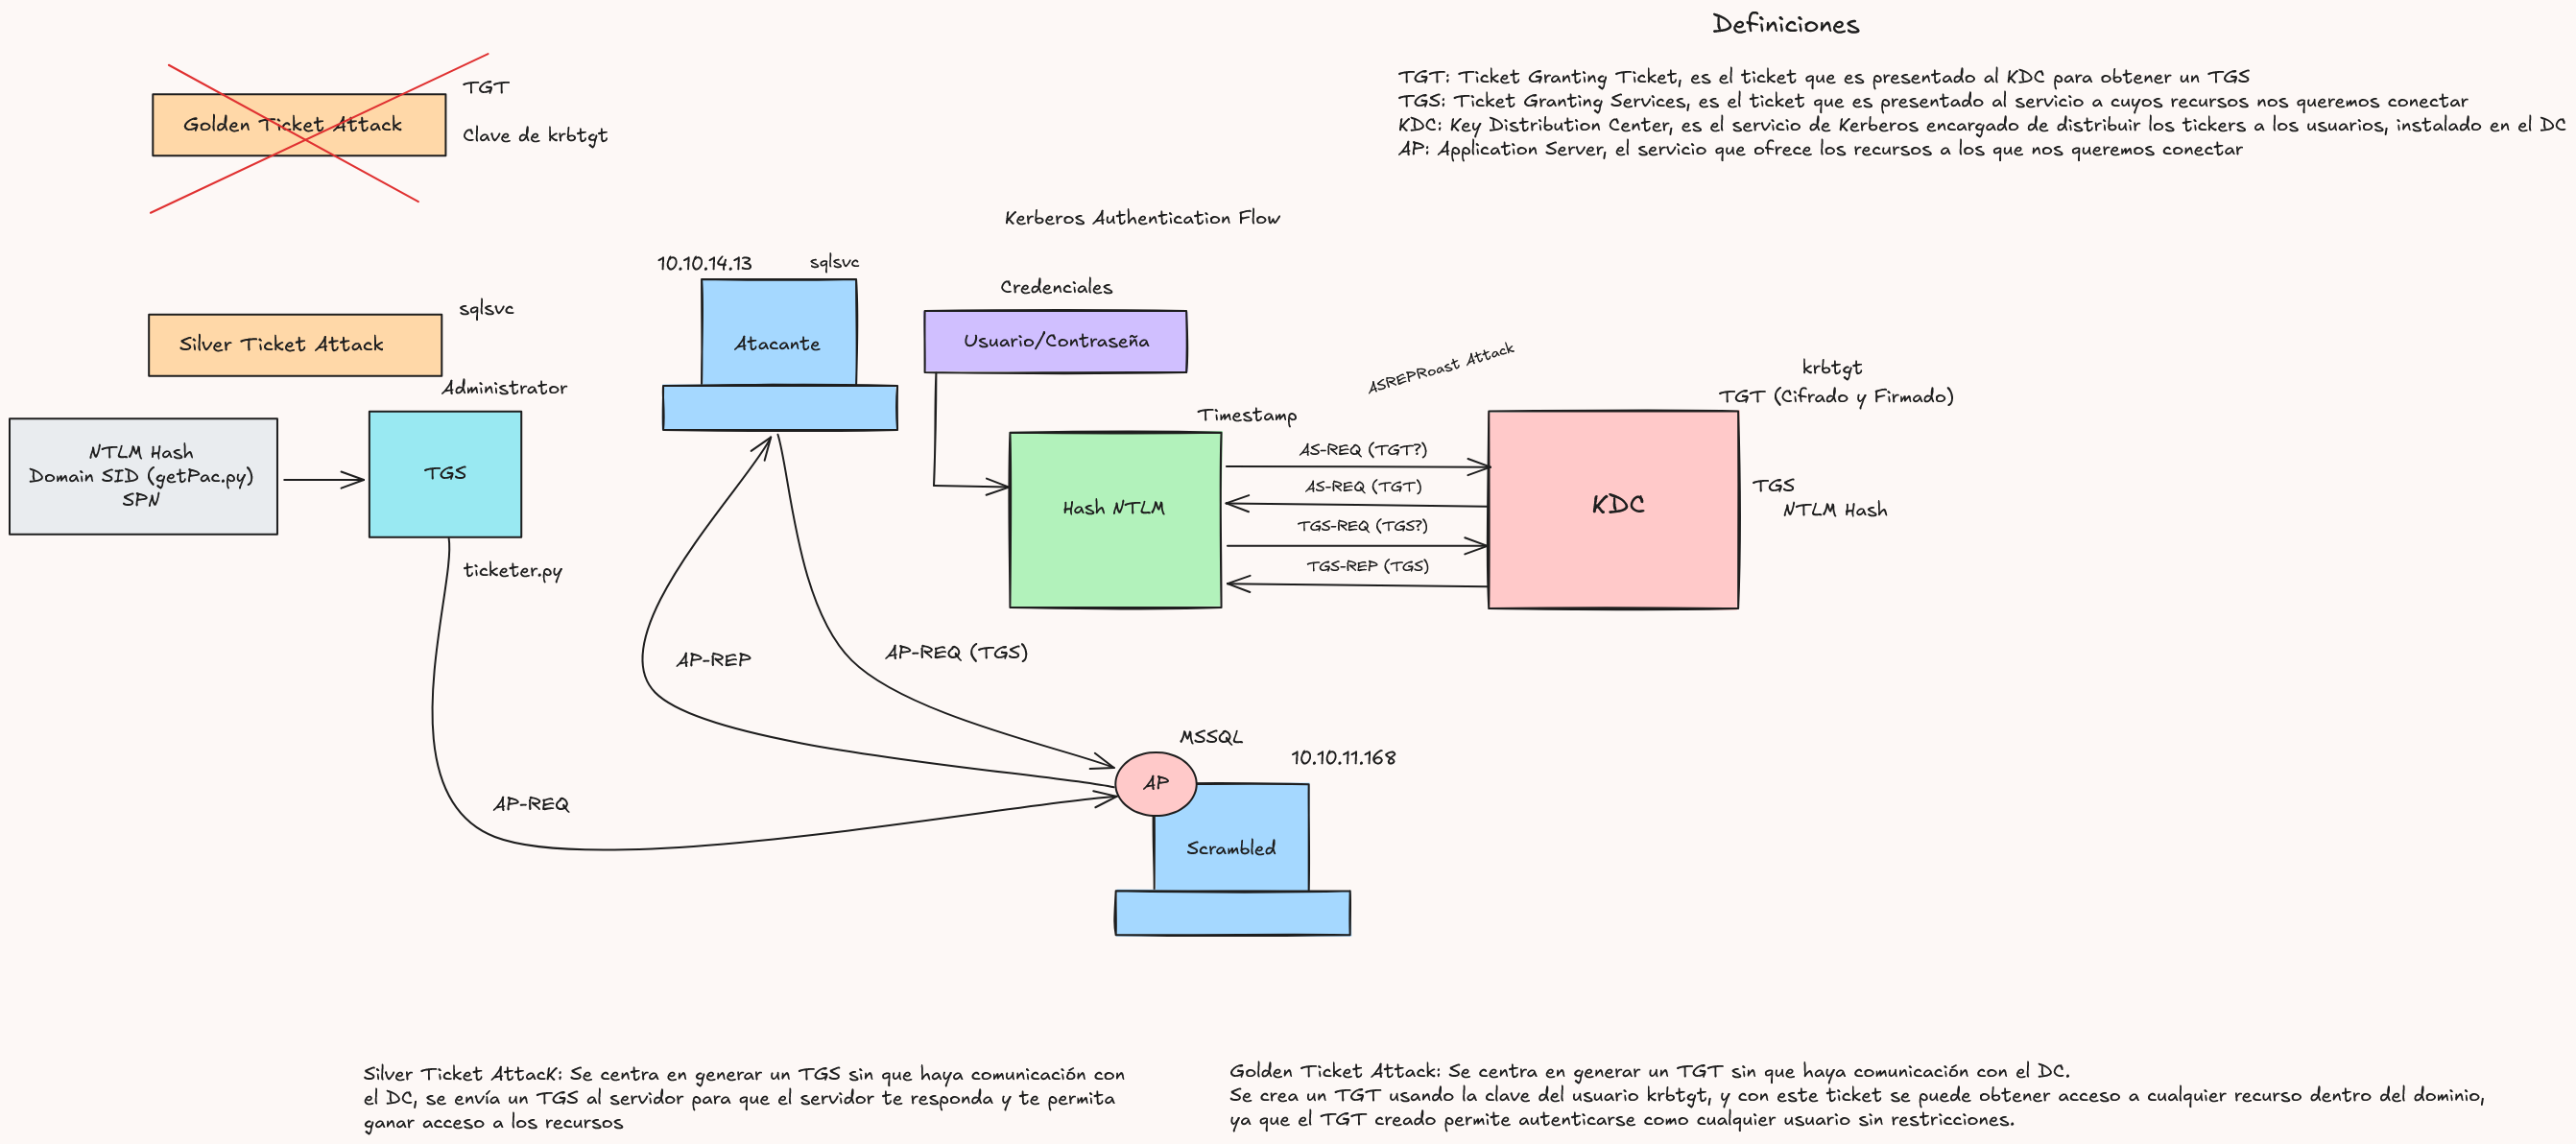 Definiciones
TGT: Ticket Granting Ticket, es el ticket que es presentado al KDC para obtener un TGS
TGS: Ticket Granting Services, es el ticket que es presentado al servicio a cuyos recursos nos queremos conectar
KDC: Key Distribution Center, es el servicio de Kerberos encargado de distribuir los tickers a los usuarios, instalado en el DC
AP: Application Server, el servicio que ofrece los recursos a los que nos queremos conectar
TGT
Golden Ticket Attack
Clave de krbtgt
Kerberos Authentication Flow
10.10.14.13
sqlsvc
Atacante
Credenciales
Usuario/Contraseña
sqlsvc
Silver Ticket Attack
Administrator
NTLM Hash
Domain SID (getPac.py)
SPN
TGS
ticketer.py
Timestamp
Hash NTLM
ASREPRoast Attack
AS-REQ (TGT?)
AS-REQ (TGT)
TGS-REQ (TGS?)
TGS-REP (TGS)
krbtgt
TGT (Cifrado y Firmado)
KDC
TGS
NTLM Hash
AP-REP
AP-REQ (TGS)
AP-REQ
MSSQL
10.10.11.168
AP
Scrambled
Silver Ticket AttacK: Se centra en generar un TGS sin que haya comunicación con
el DC, se envía un TGS al servidor para que el servidor te responda y te permita
ganar acceso a los recursos
Golden Ticket Attack: Se centra en generar un TGT sin que haya comunicación con el DC.
Se crea un TGT usando la clave del usuario krbtgt, y con este ticket se puede obtener acceso a cualquier recurso dentro del dominio,
ya que el TGT creado permite autenticarse como cualquier usuario sin restricciones.